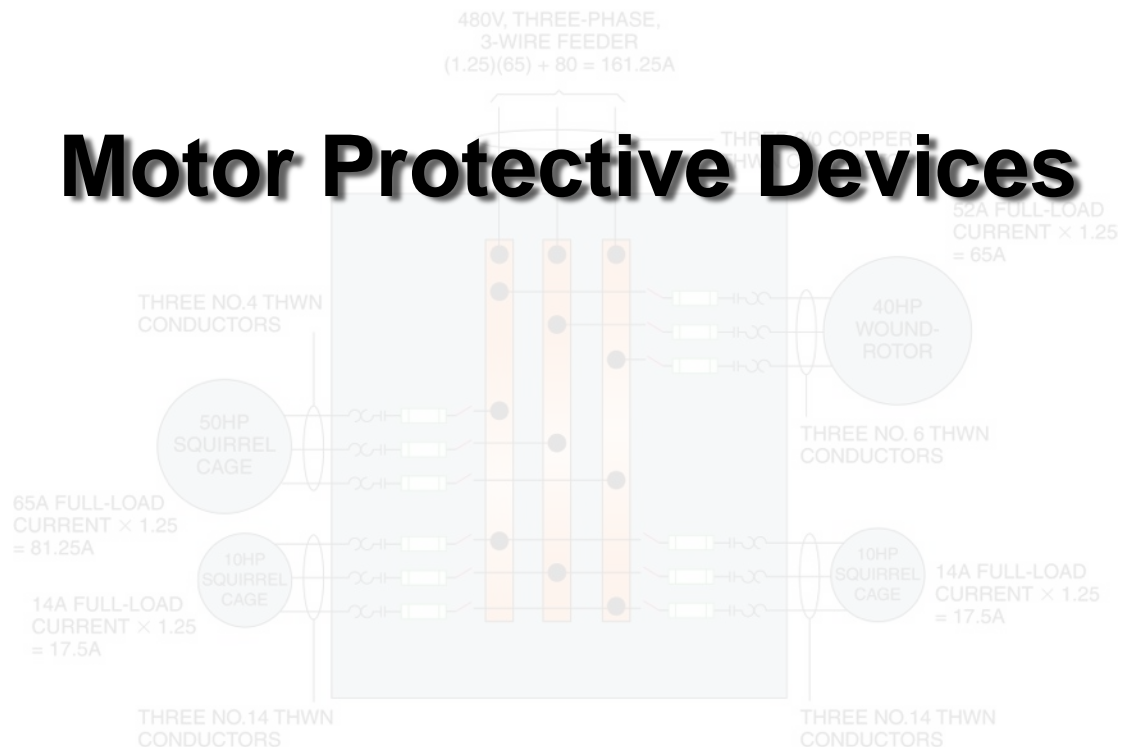 480V, THREE-PHASE,
3-WIRE FEEDER
(1.25)(65) + 80 = 161.25A
Motor Protective Devices
THREE 2/0 COPPER
52A FULL-LOAD
CURRENT × 1.25
= 65A
THREE NO.4 THWN
CONDUCTORS
40HP
WOUND-
ROTOR
50HP
SQUIRREL
CAGE
THREE NO. 6 THWN
CONDUCTORS
65A FULL-LOAD
CURRENT × 1.25
= 81.25A
10HP
SQUIRREL
CAGE
10HP
SQUIRREL
CAGE
14A FULL-LOAD
CURRENT × 1.25
= 17.5A
14A FULL-LOAD
CURRENT × 1.25
= 17.5A
THREE NO.14 THWN
CONDUCTORS
THREE NO.14 THWN
CONDUCTORS